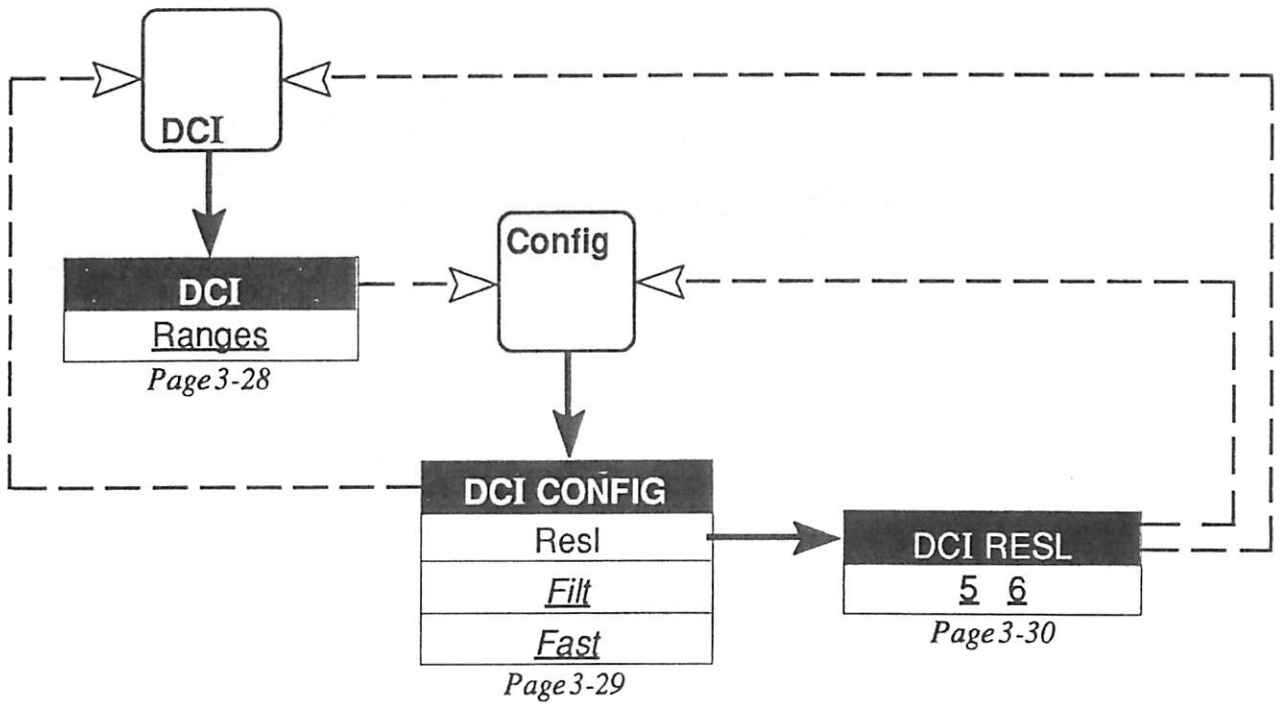 DCI
Config
DCI
Ranges
Page 3-28
DCI CONFIG
Resl
Filt
Fast
Page 3-29
DCI RESL
5 6
Page 3-30